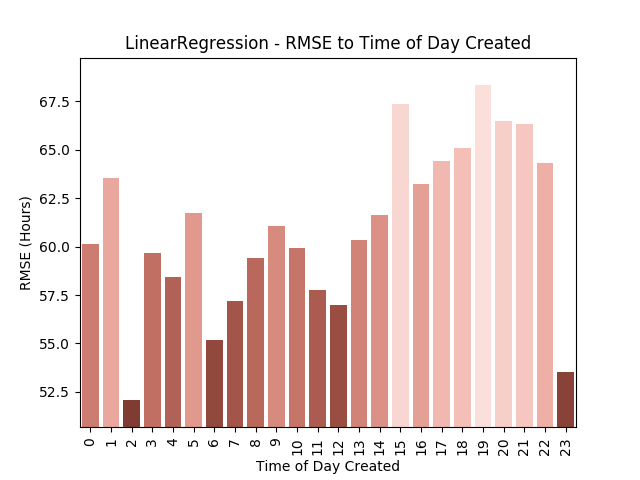 LinearRegression - RMSE to Time of Day Created
RMSE (Hours)
67.5
65.0
62.5
60.0
57.5
55.0
52.5
0 1 2 3 4 5 6 7 8 9 10 11 12 13 14 15 16 17 18 19 20 21 22 23
Time of Day Created